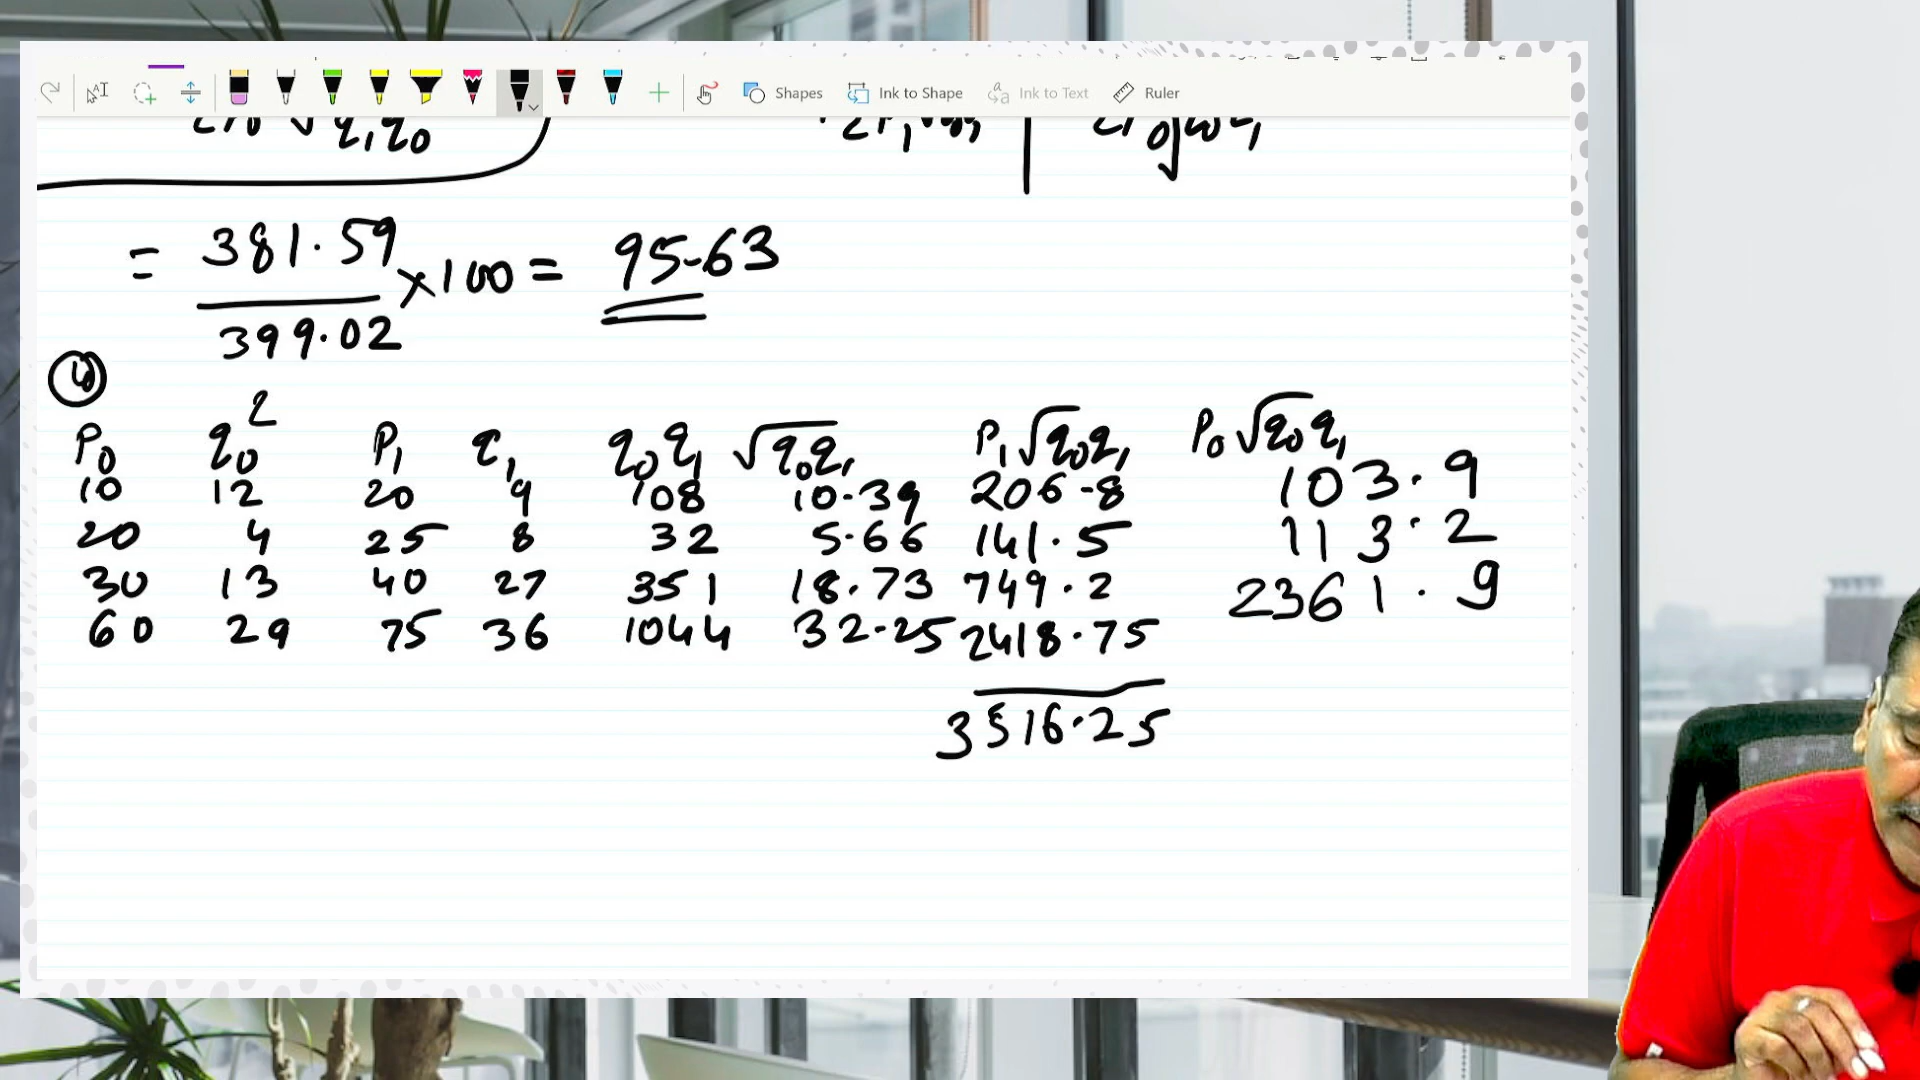 Shapes Ink to Shape Ink to Text Ruler
= 381.59 / 399.02 × 100 = 95.63
④
P₀ q₀ 2 P₁ q₁ q₀q₁ √q₀q₁ P₁√q₀q₁ P₀√q₀q₁
10 12 20 9 108 10.39 206.8 103.9
20 4 25 8 32 5.66 141.5 113.2
30 13 40 27 351 18.73 749.2 2361.9
60 29 75 36 1044 32.25 2418.75
3516.25